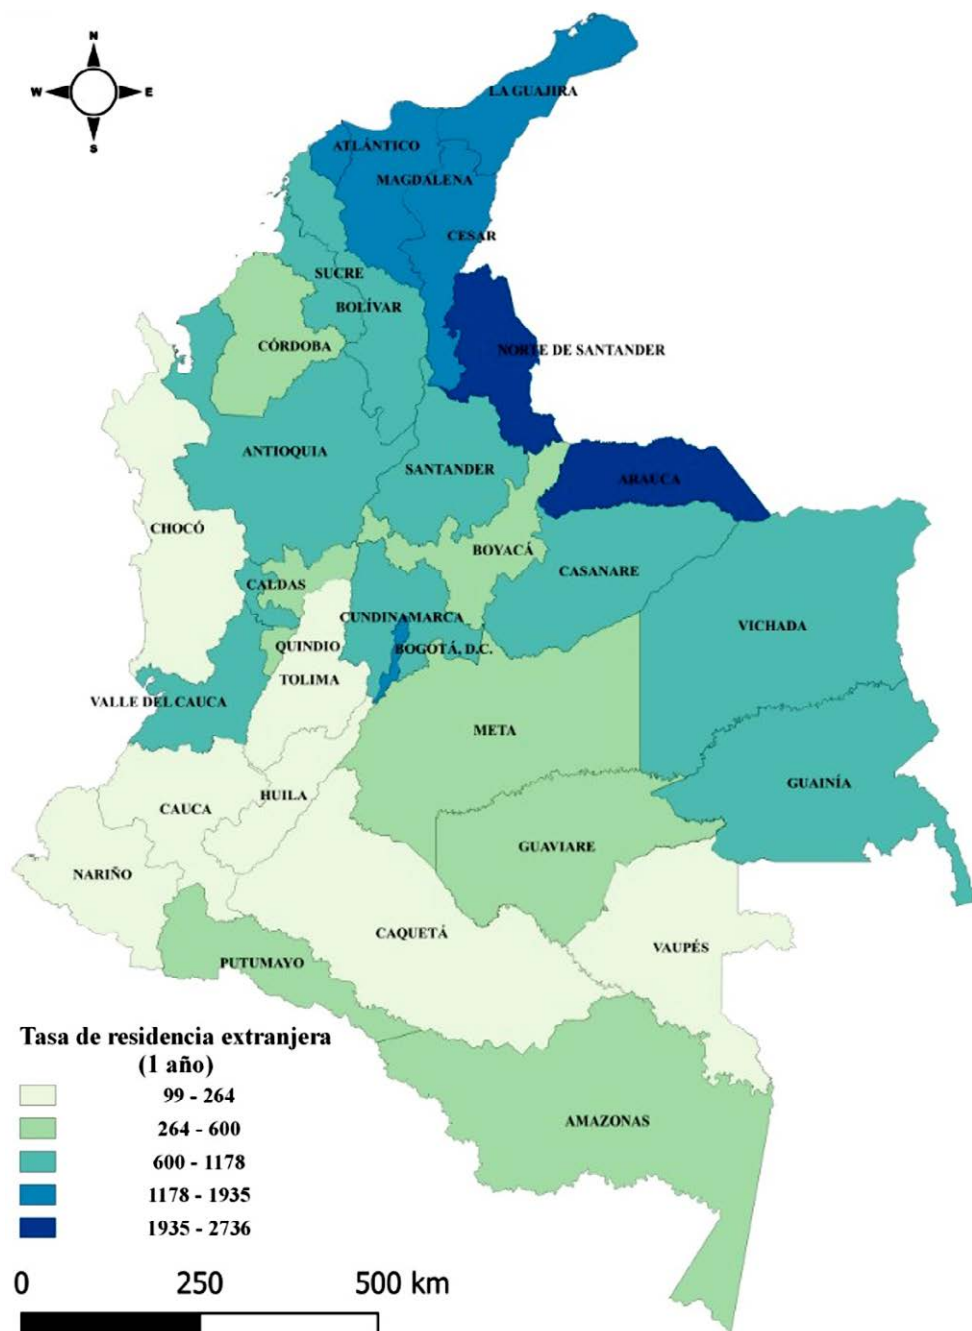 N
W E
S
LA GUAJIRA
ATLÁNTICO
MAGDALENA
CESAR
SUCRE
BOLÍVAR
CÓRDOBA
NORTE DE SANTANDER
ANTIOQUIA
SANTANDER
ARAUCA
CHOCÓ
BOYACÁ
CASANARE
CALDAS
CUNDINAMARCA
VICHADA
QUINDIO
BOGOTÁ, D.C.
TOLIMA
VALLE DEL CAUCA
META
GUAINÍA
HUILA
CAUCA
GUAVIARE
NARIÑO
CAQUETÁ
VAUPÉS
PUTUMAYO
AMAZONAS
Tasa de residencia extranjera
(1 año)
99 - 264
264 - 600
600 - 1178
1178 - 1935
1935 - 2736
0 250 500 km